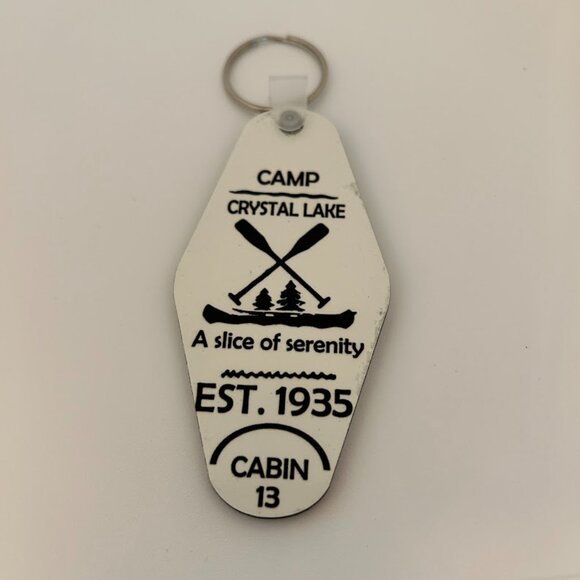 CAMP
CRYSTAL LAKE
A slice of serenity
EST. 1935
CABIN
13